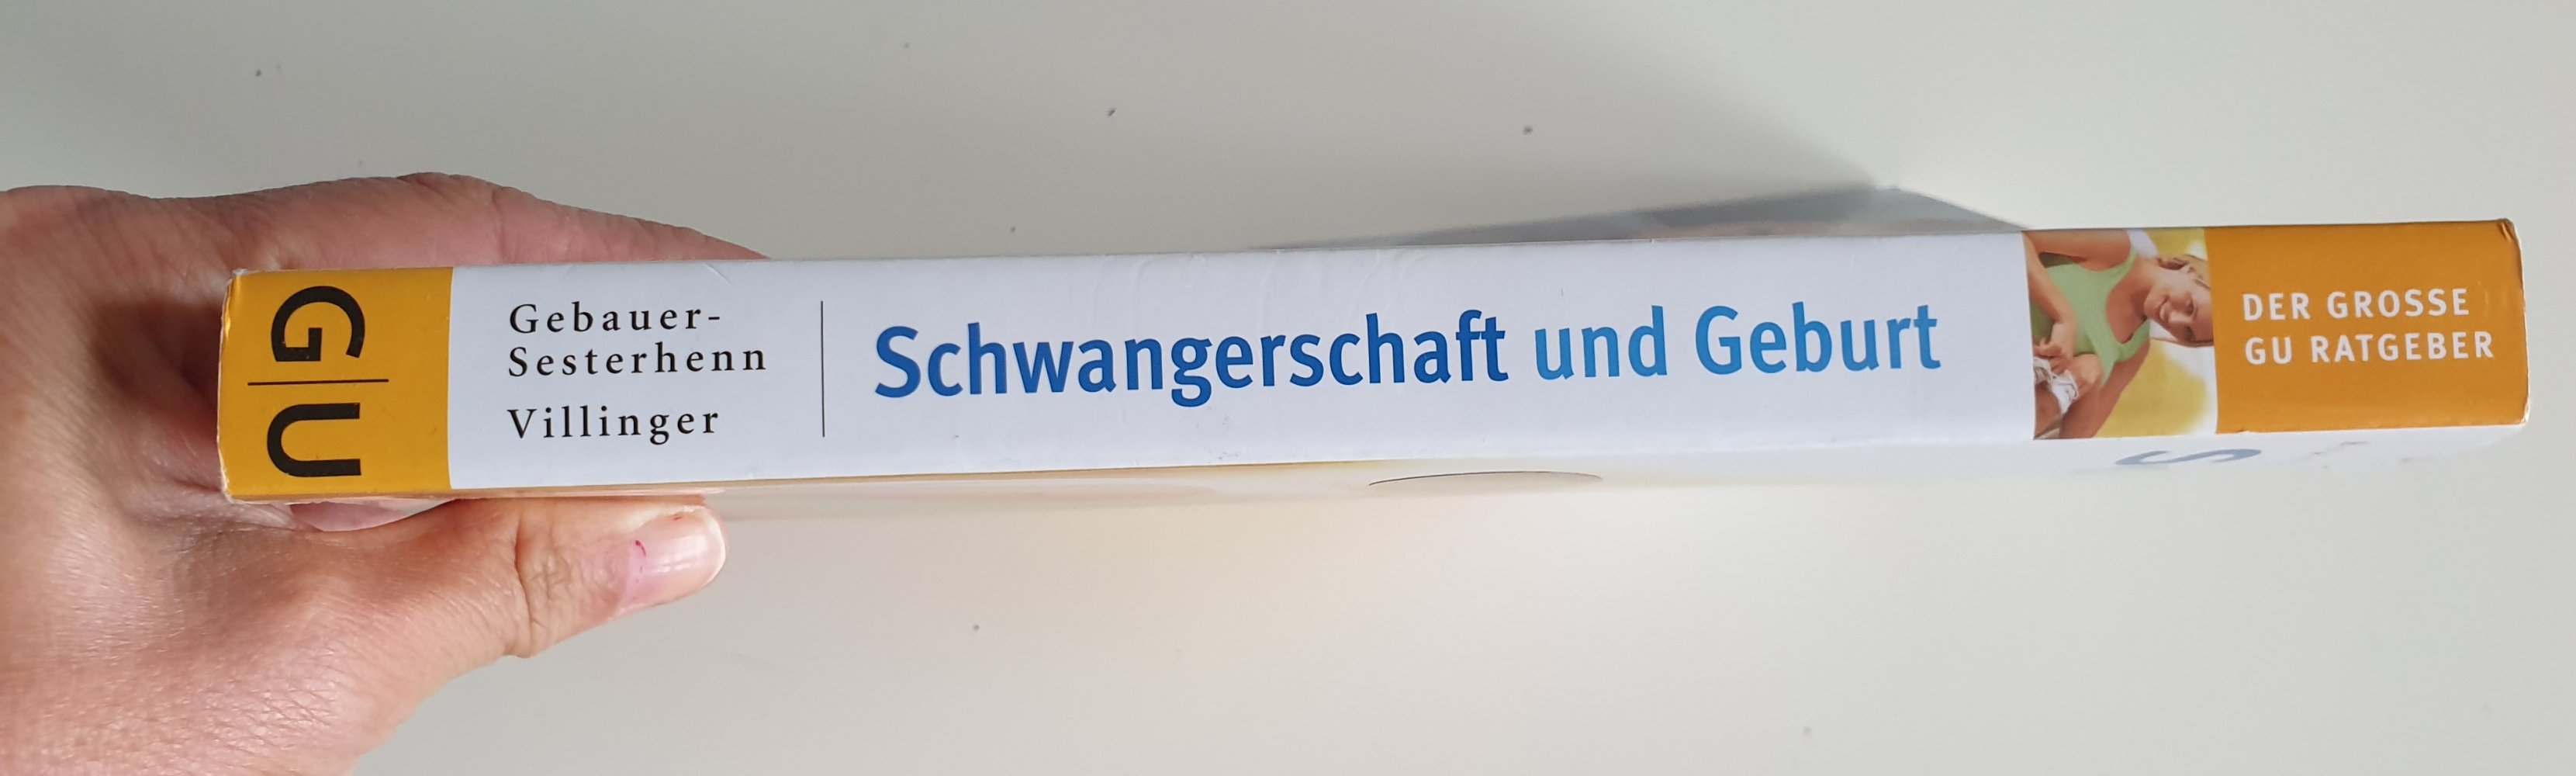 G|U
Gebauer-
Sesterhenn
Villinger
Schwangerschaft und Geburt
DER GROSSE
GU RATGEBER
S